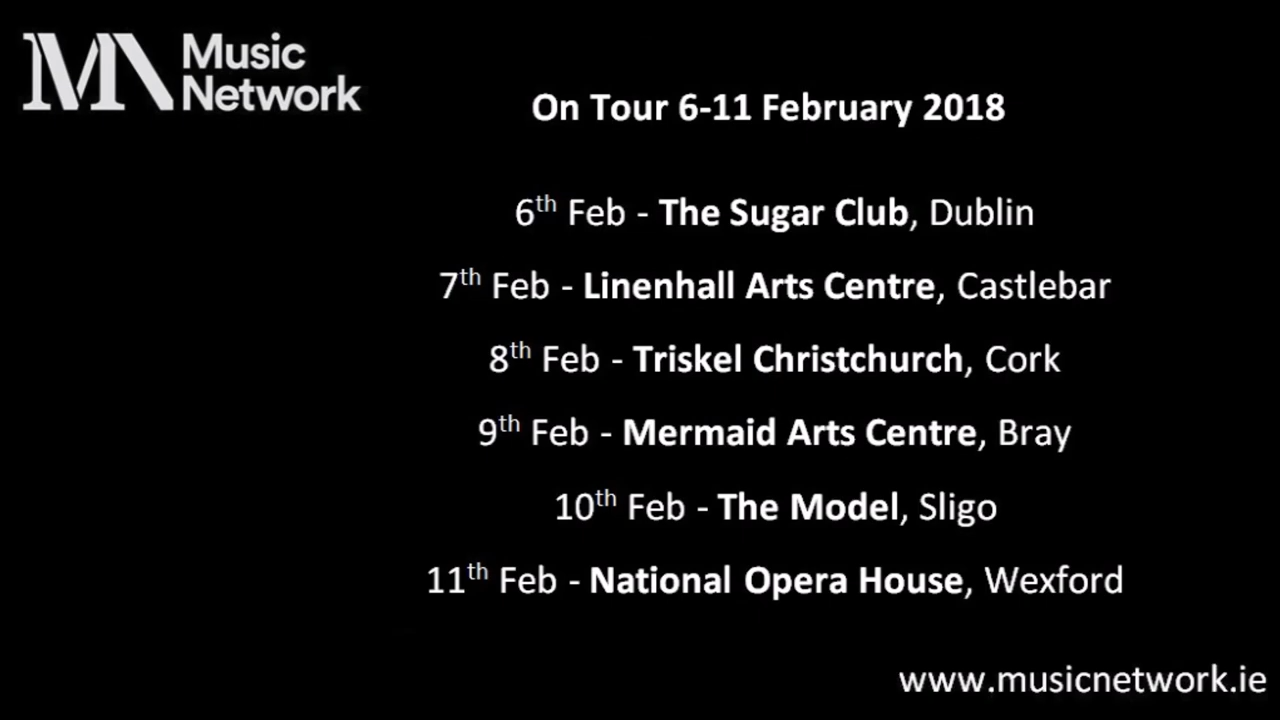 Music
Network
On Tour 6-11 February 2018
6th Feb - The Sugar Club, Dublin
7th Feb - Linenhall Arts Centre, Castlebar
8th Feb - Triskel Christchurch, Cork
9th Feb - Mermaid Arts Centre, Bray
10th Feb - The Model, Sligo
11th Feb - National Opera House, Wexford
www.musicnetwork.ie